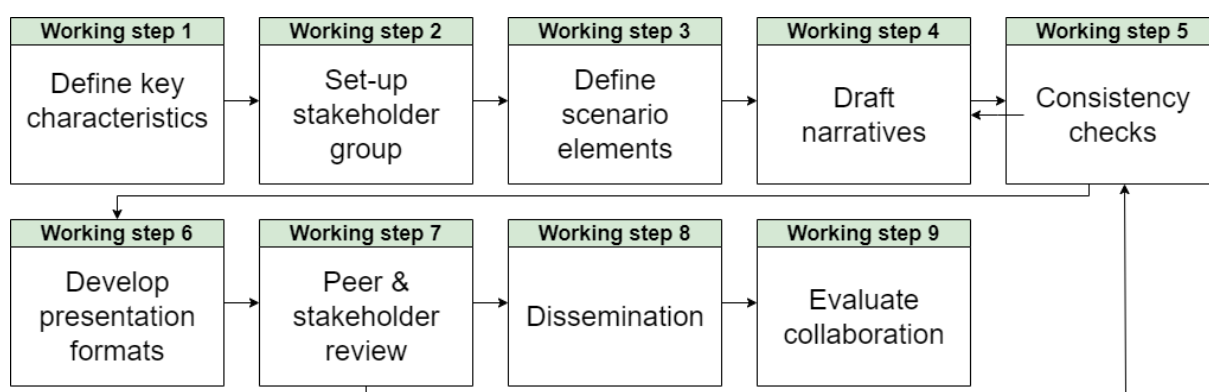 Working step 1
Define key
characteristics
Working step 2
Set-up
stakeholder
group
Working step 3
Define
scenario
elements
Working step 4
Draft
narratives
Working step 5
Consistency
checks
Working step 6
Develop
presentation
formats
Working step 7
Peer &
stakeholder
review
Working step 8
Dissemination
Working step 9
Evaluate
collaboration